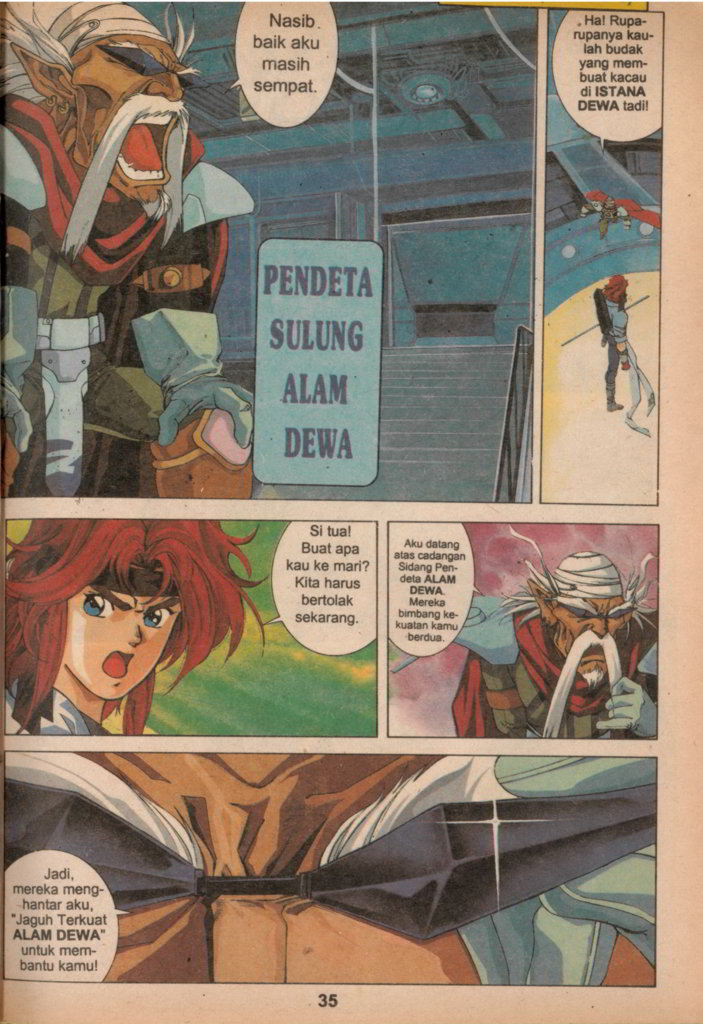 Nasib
baik aku
masih
sempat.
Ha! Rupa-
rupanya kau-
lah budak
yang mem-
buat kacau
di ISTANA
DEWA tadi!
PENDETA
SULUNG
ALAM
DEWA
Si tua!
Buat apa
kau ke mari?
Kita harus
bertolak
sekarang.
Aku datang
atas cadangan
Sidang Pen-
deta ALAM
DEWA.
Mereka
bimbang ke-
kuatan kamu
berdua.
Jadi,
mereka meng-
hantar aku,
"Jaguh Terkuat
ALAM DEWA"
untuk mem-
bantu kamu!
35